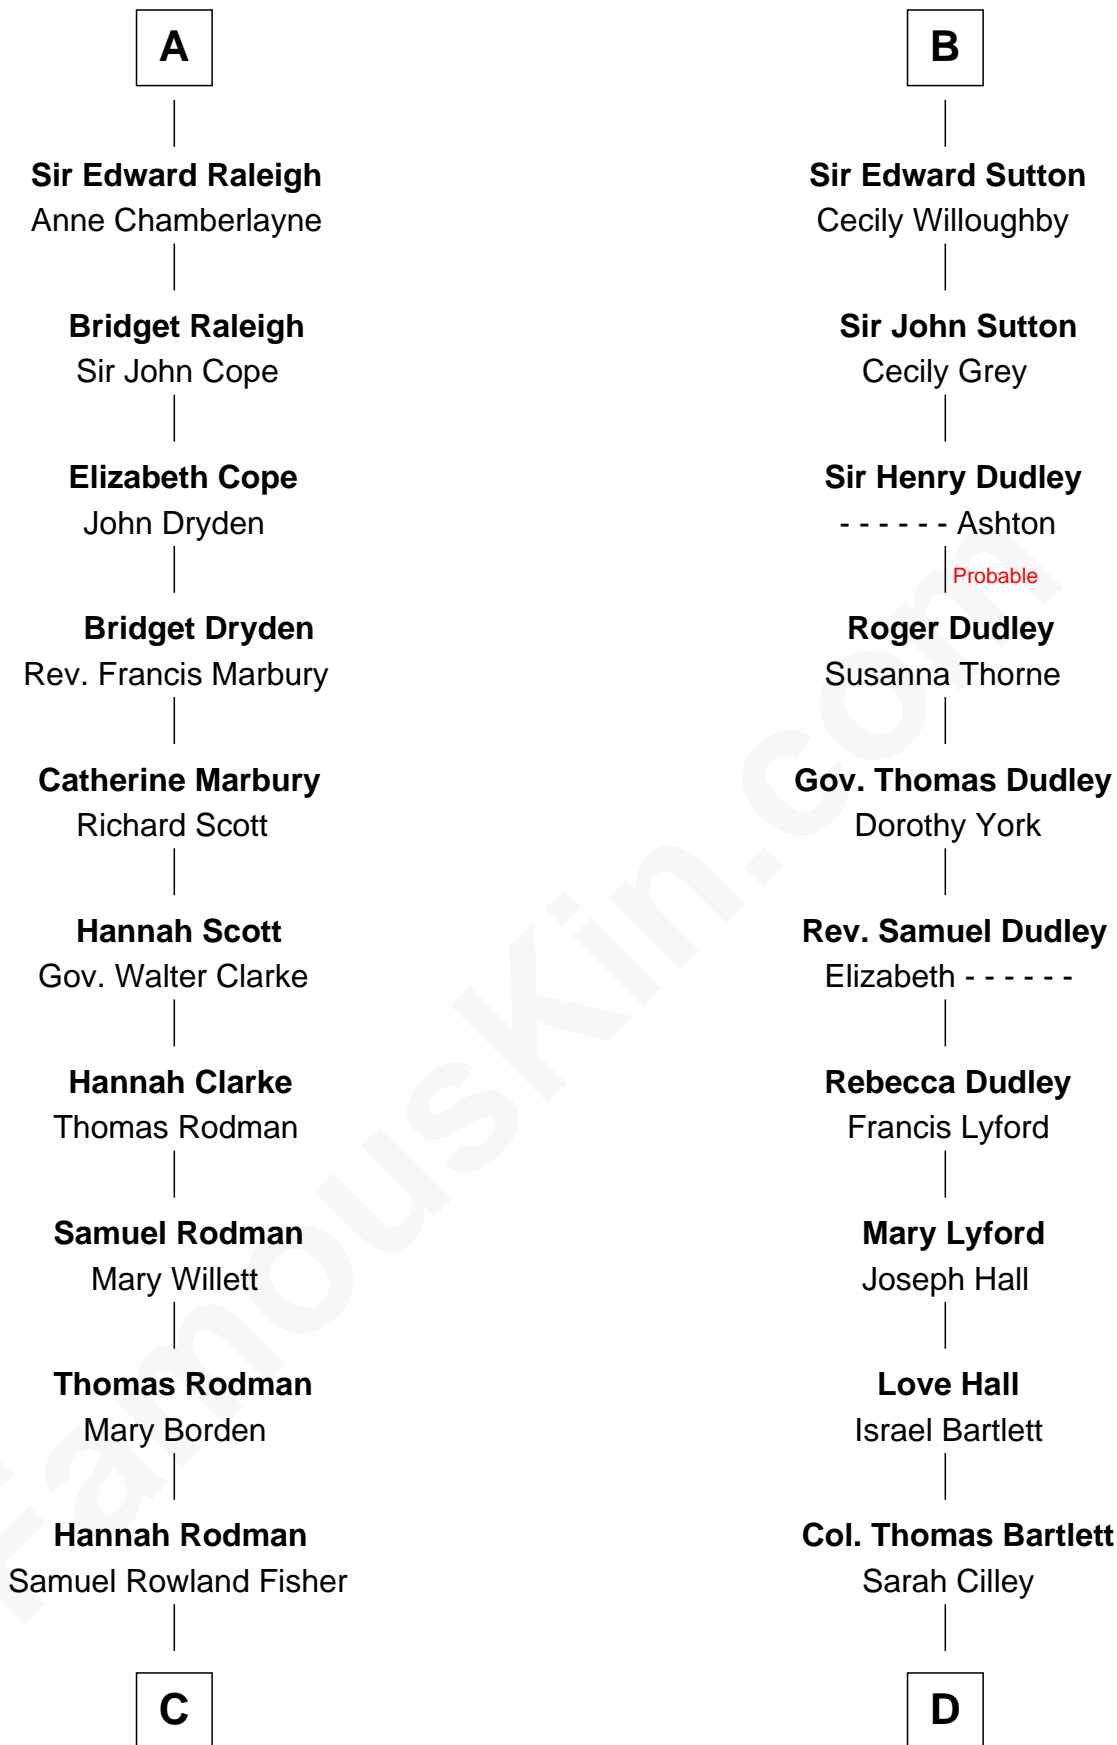 A
Sir Edward Raleigh
Anne Chamberlayne
Bridget Raleigh
Sir John Cope
Elizabeth Cope
John Dryden
Bridget Dryden
Rev. Francis Marbury
Catherine Marbury
Richard Scott
Hannah Scott
Gov. Walter Clarke
Hannah Clarke
Thomas Rodman
Samuel Rodman
Mary Willett
Thomas Rodman
Mary Borden
Hannah Rodman
Samuel Rowland Fisher
C
B
Sir Edward Sutton
Cecily Willoughby
Sir John Sutton
Cecily Grey
Sir Henry Dudley
- - - - - - Ashton
Probable
Roger Dudley
Susanna Thorne
Gov. Thomas Dudley
Dorothy York
Rev. Samuel Dudley
Elizabeth - - - - - -
Rebecca Dudley
Francis Lyford
Mary Lyford
Joseph Hall
Love Hall
Israel Bartlett
Col. Thomas Bartlett
Sarah Cilley
D
FamousKin.com